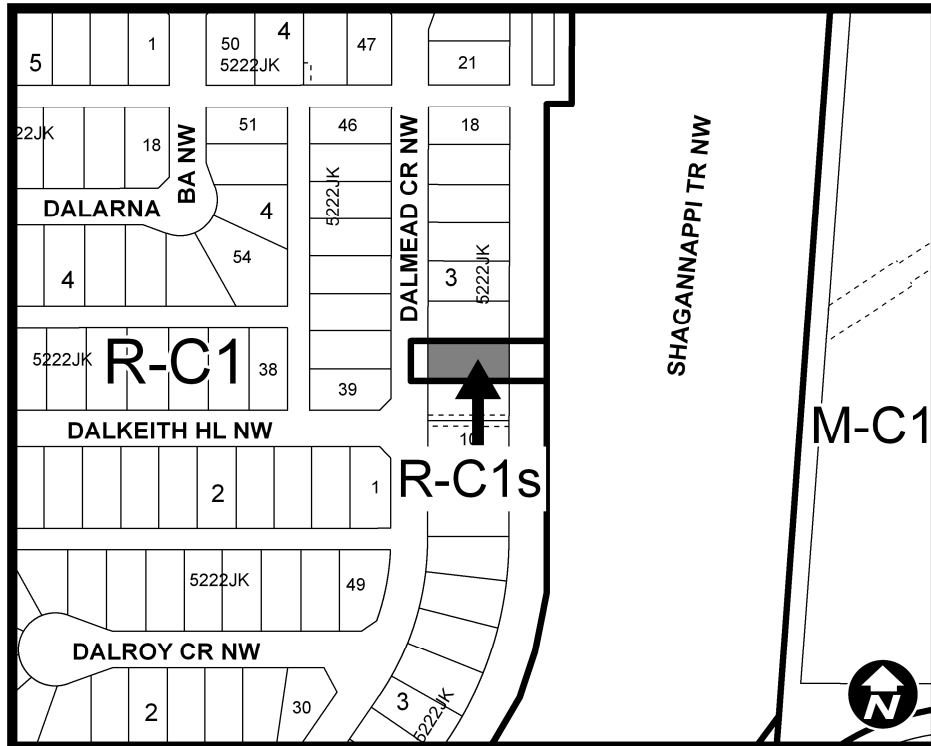 1
50
4
47
5
5222JK
21
22JK
18
51
46
18
BA NW
DALMEAD CR NW
SHAGANNAPPI TR NW
5222JK
DALARNA
4
54
3
5222JK
4
5222JK
R-C1
38
39
DALKEITH HL NW
M-C1
10
R-C1s
2
1
5222JK
49
DALROY CR NW
2
30
3
5222JK
N